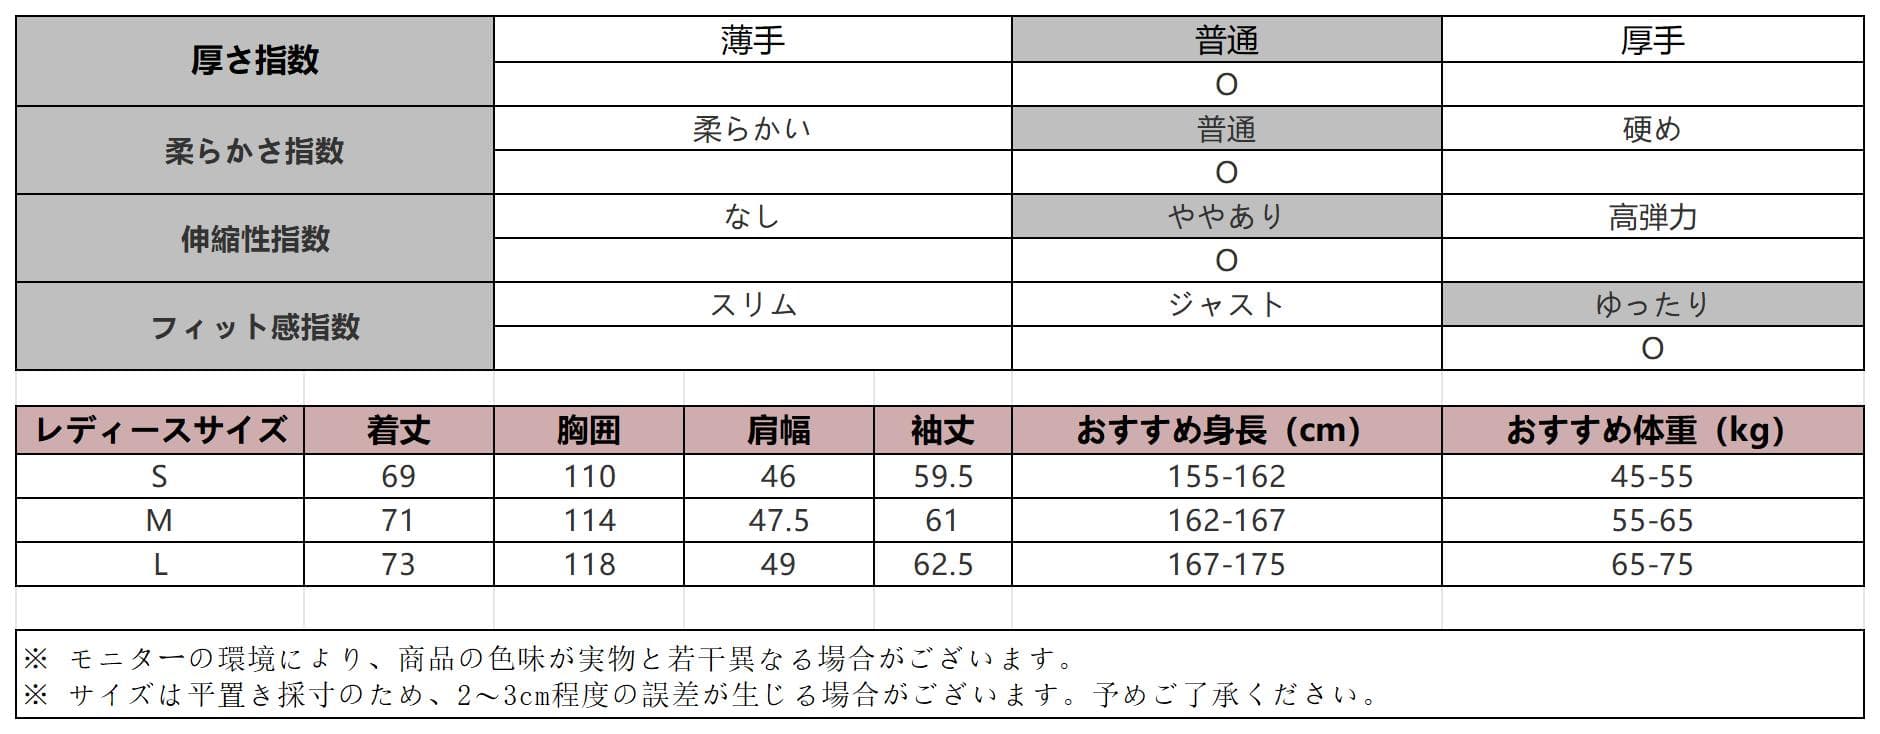 厚さ指数 薄手 普通 厚手
O
柔らかさ指数 柔らかい 普通 硬め
O
伸縮性指数 なし ややあり 高弾力
O
フィット感指数 スリム ジャスト ゆったり
O
レディースサイズ 着丈 胸囲 肩幅 袖丈 おすすめ身長（cm） おすすめ体重（kg）
S 69 110 46 59.5 155-162 45-55
M 71 114 47.5 61 162-167 55-65
L 73 118 49 62.5 167-175 65-75
※ モニターの環境により、商品の色味が実物と若干異なる場合がございます。
※ サイズは平置き採寸のため、2～3cm程度の誤差が生じる場合がございます。予めご了承ください。